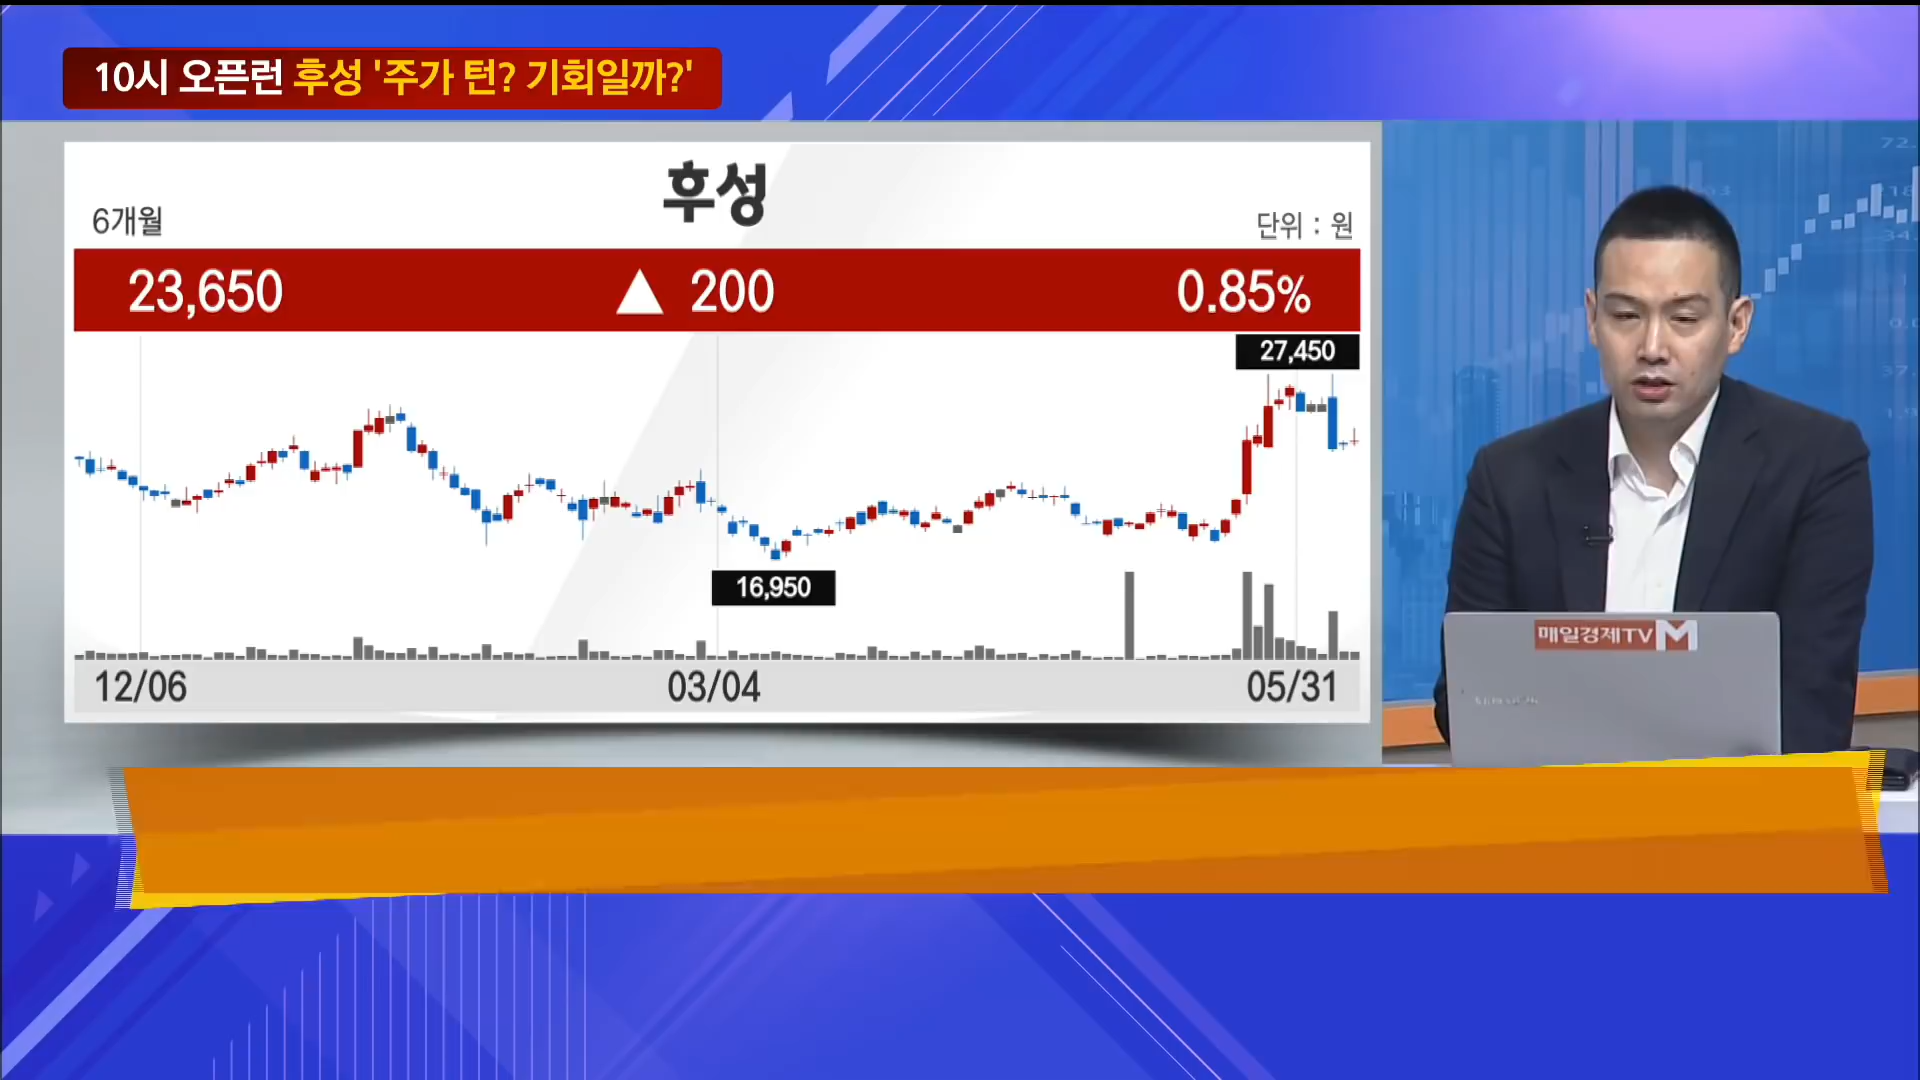 10시 오픈런 후성 '주가 턴? 기회일까?'
후성
6개월
단위 : 원
23,650 ▲ 200 0.85%
27,450
16,950
12/06 03/04 05/31
매일경제TV M